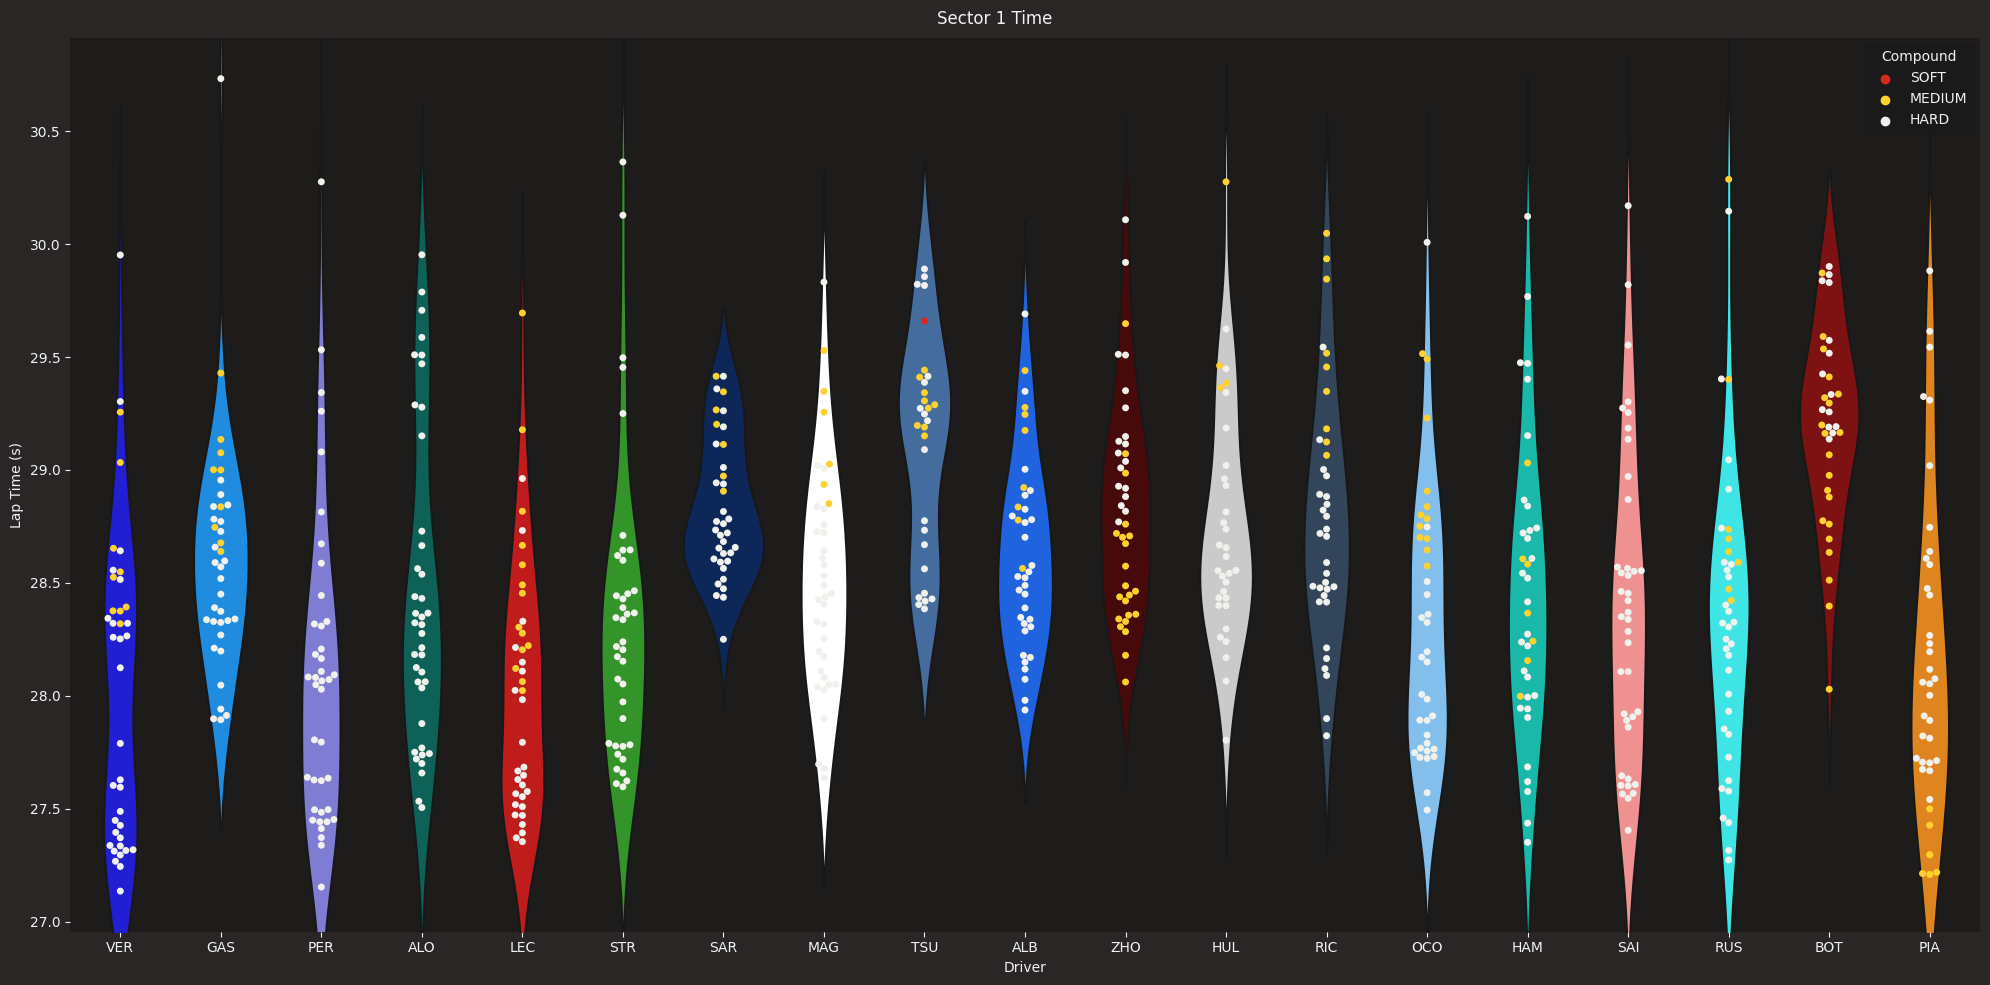 Sector 1 Time
Compound
SOFT
MEDIUM
HARD
Lap Time (s)
30.5
30.0
29.5
29.0
28.5
28.0
27.5
27.0
VER GAS PER ALO LEC STR SAR MAG TSU ALB ZHO HUL RIC OCO HAM SAI RUS BOT PIA
Driver